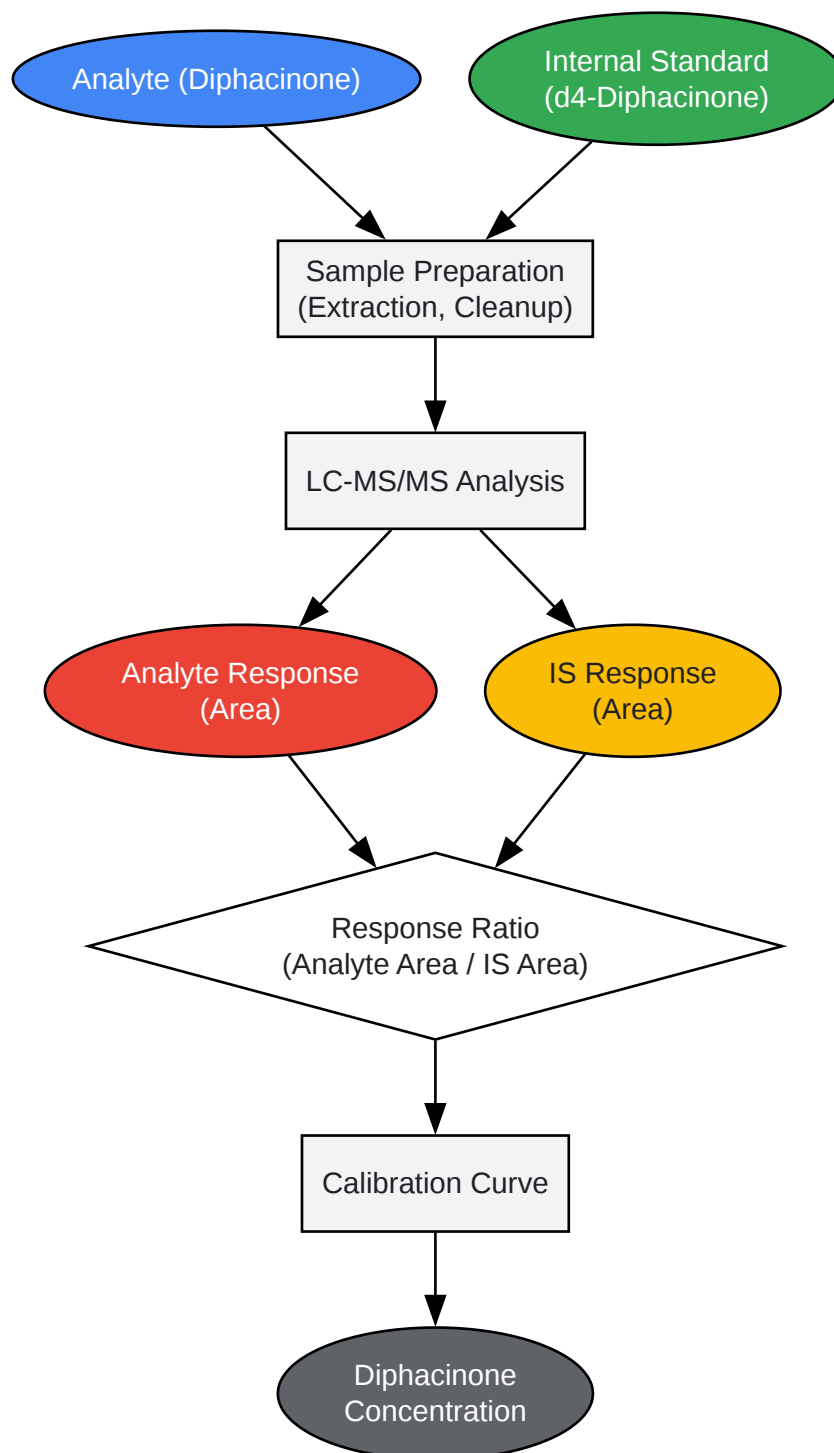 Analyte (Diphacinone)
Internal Standard
(d4-Diphacinone)
Sample Preparation
(Extraction, Cleanup)
LC-MS/MS Analysis
Analyte Response
(Area)
IS Response
(Area)
Response Ratio
(Analyte Area / IS Area)
Calibration Curve
Diphacinone
Concentration